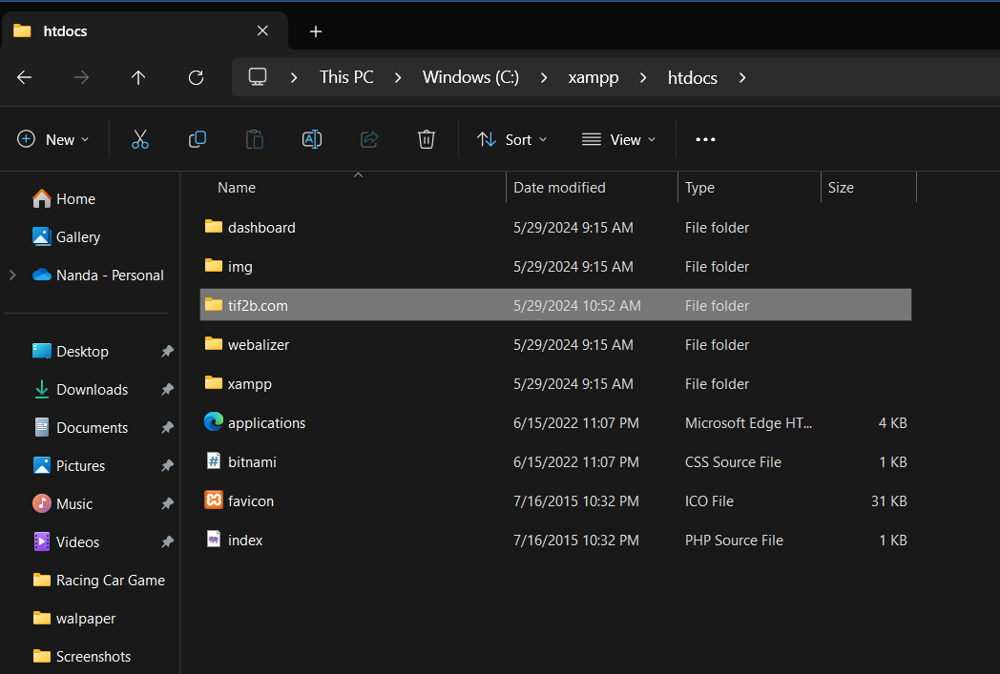 htdocs
This PC Windows (C:) xampp htdocs
New Sort View
Name Date modified Type Size
Home
Gallery
Nanda - Personal
Desktop
Downloads
Documents
Pictures
Music
Videos
Racing Car Game
walpaper
Screenshots
dashboard 5/29/2024 9:15 AM File folder
img 5/29/2024 9:15 AM File folder
tif2b.com 5/29/2024 10:52 AM File folder
webalizer 5/29/2024 9:15 AM File folder
xampp 5/29/2024 9:15 AM File folder
applications 6/15/2022 11:07 PM Microsoft Edge HT... 4 KB
bitnami 6/15/2022 11:07 PM CSS Source File 1 KB
favicon 7/16/2015 10:32 PM ICO File 31 KB
index 7/16/2015 10:32 PM PHP Source File 1 KB